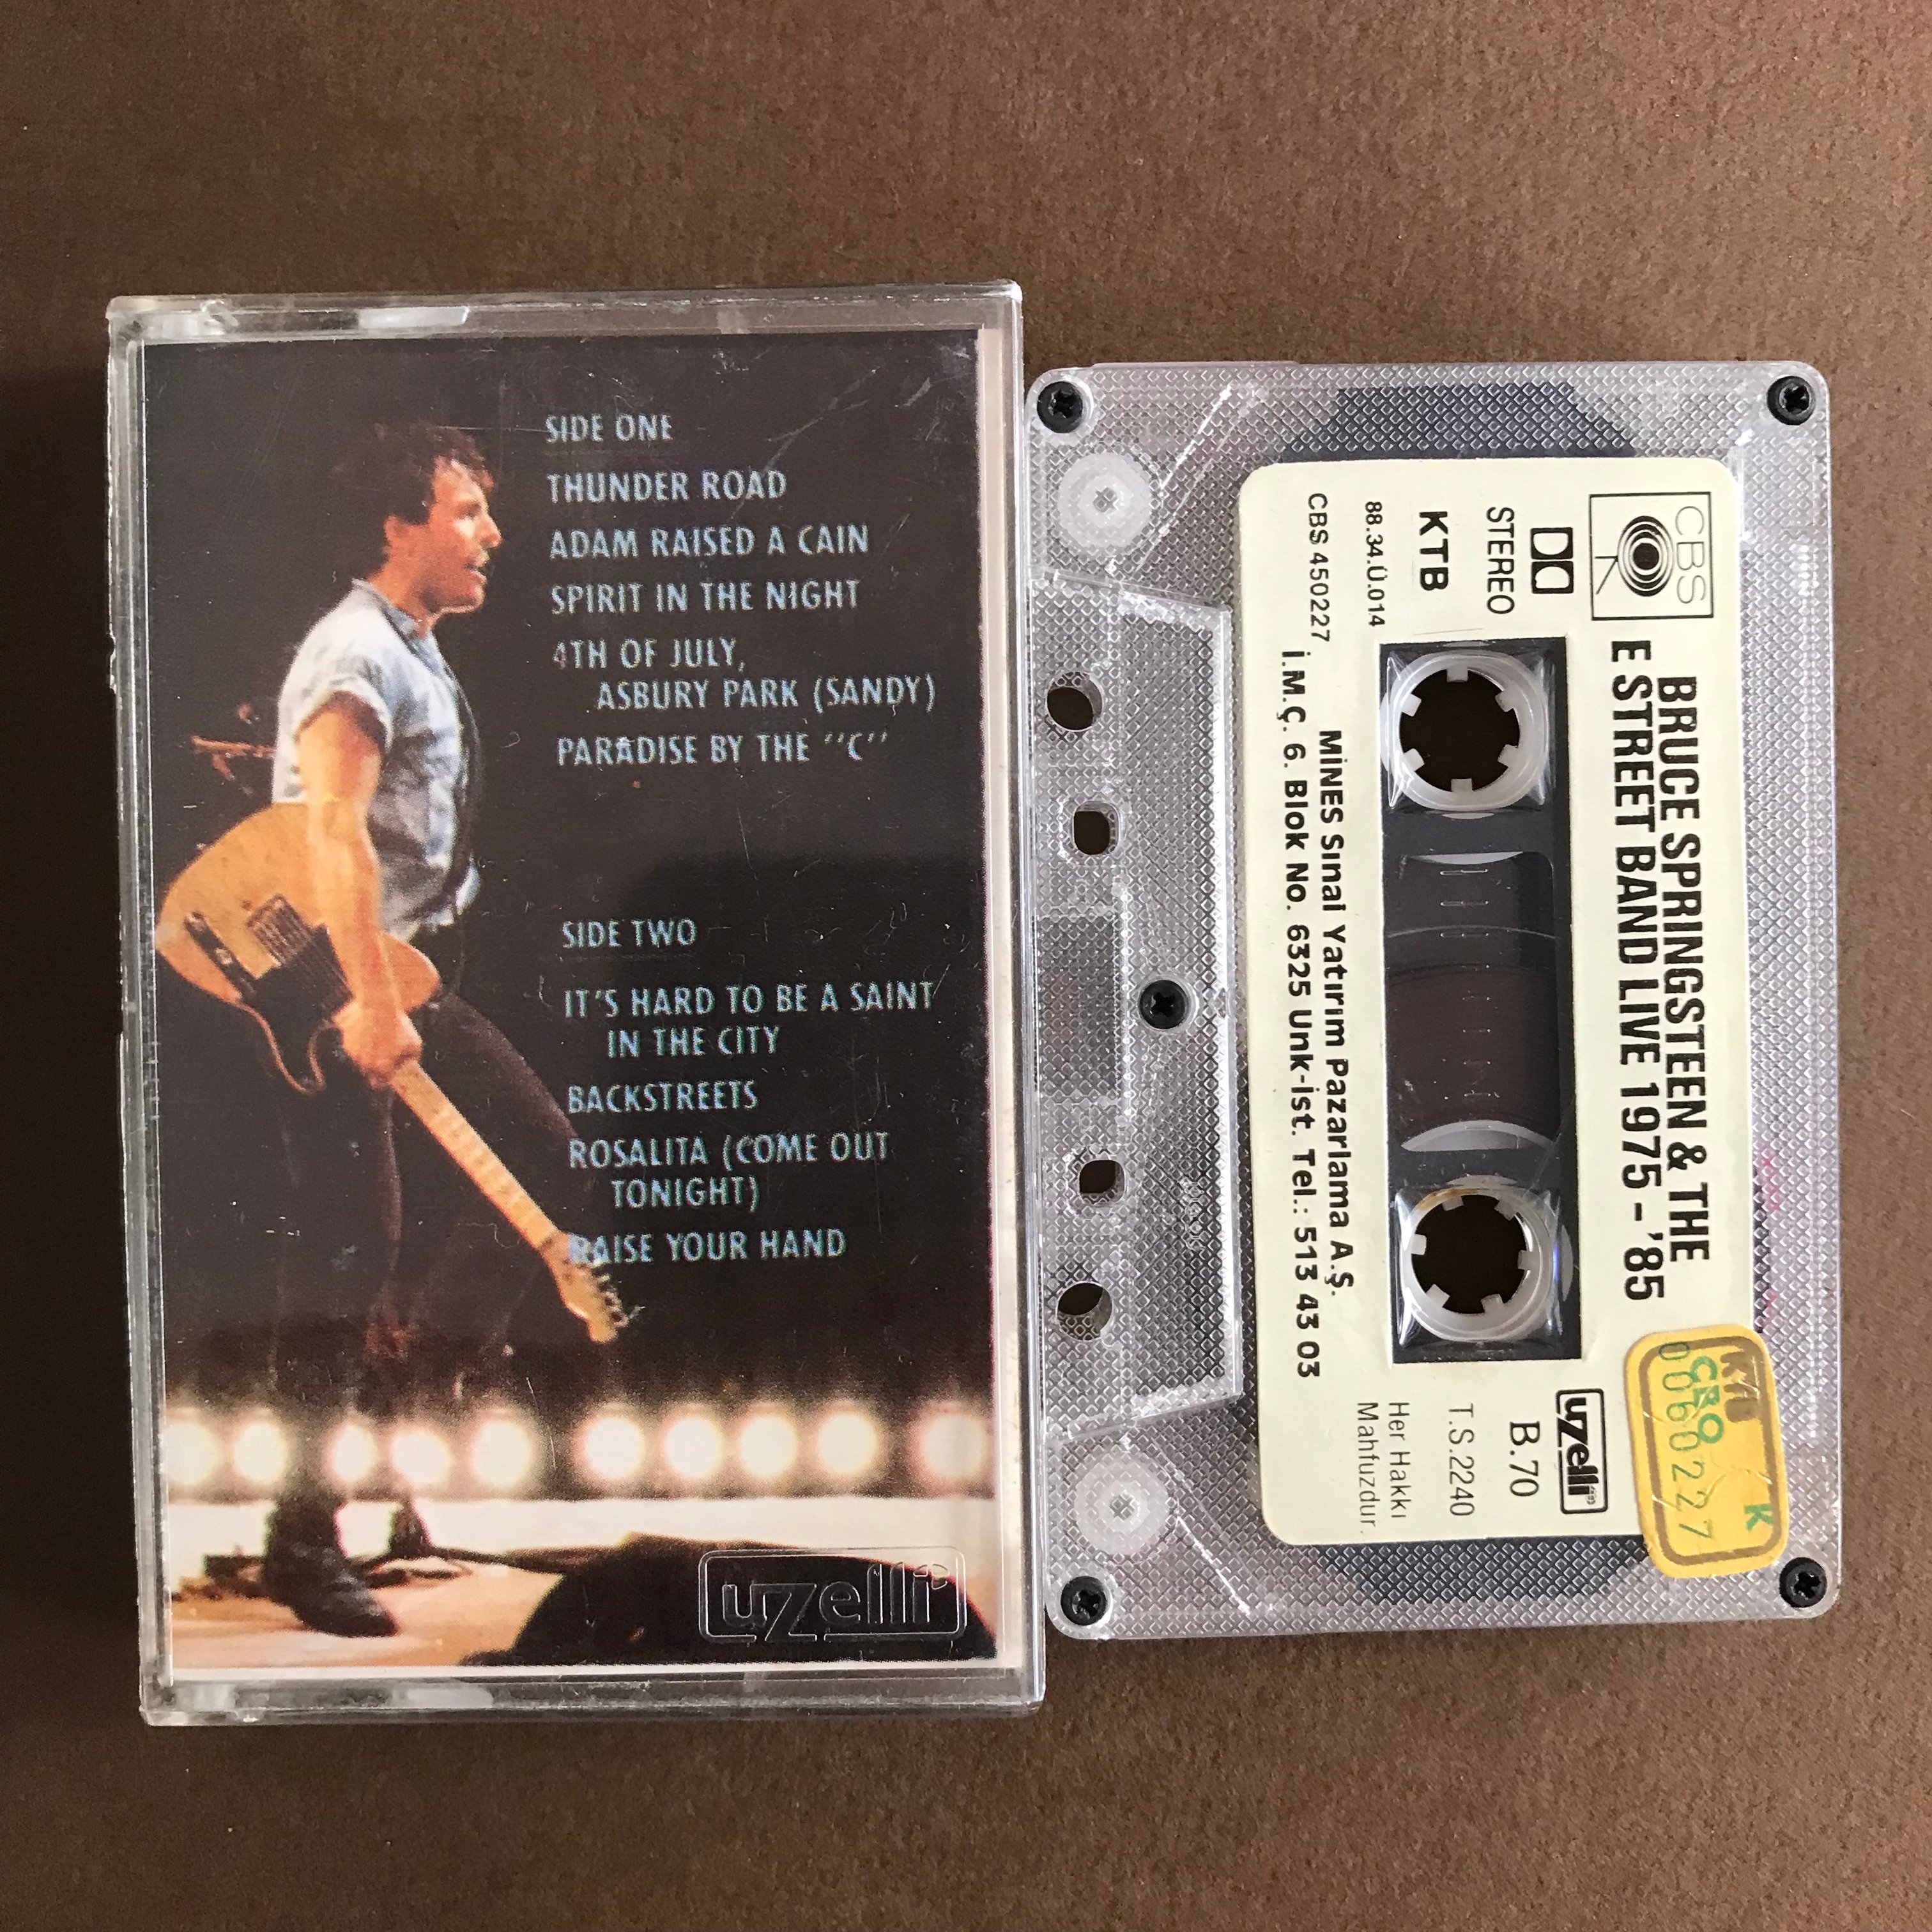 SIDE ONE
THUNDER ROAD
ADAM RAISED A CAIN
SPIRIT IN THE NIGHT
4TH OF JULY,
ASBURY PARK (SANDY)
PARADISE BY THE "C"
SIDE TWO
IT'S HARD TO BE A SAINT
IN THE CITY
BACKSTREETS
ROSALITA (COME OUT
TONIGHT)
RAISE YOUR HAND
uzelli
CBS
BRUCE SPRINGSTEEN & THE
E STREET BAND LIVE 1975 - '85
STEREO
KTB
88.34.Ü.014
CBS 450227
uzelli
B.70
T.S.2240
Her Hakkı
Mahfuzdur.
MİNES Sınal Yatırım Pazarlama A.Ş.
İ.M.Ç. 6. Blok No. 6325 Unk-İst. Tel.: 513 43 03
K
0060227